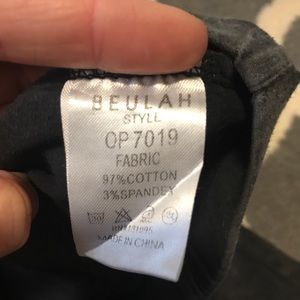 BEULAH
STYLE
OP7019
FABRIC
97%COTTON
3%SPANDEX
MADE IN CHINA